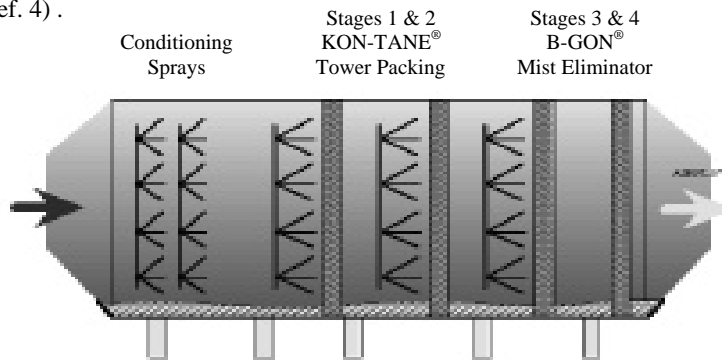 ef. 4) .
Conditioning
Sprays
Stages 1 & 2
KON-TANE®
Tower Packing
Stages 3 & 4
B-GON®
Mist Eliminator